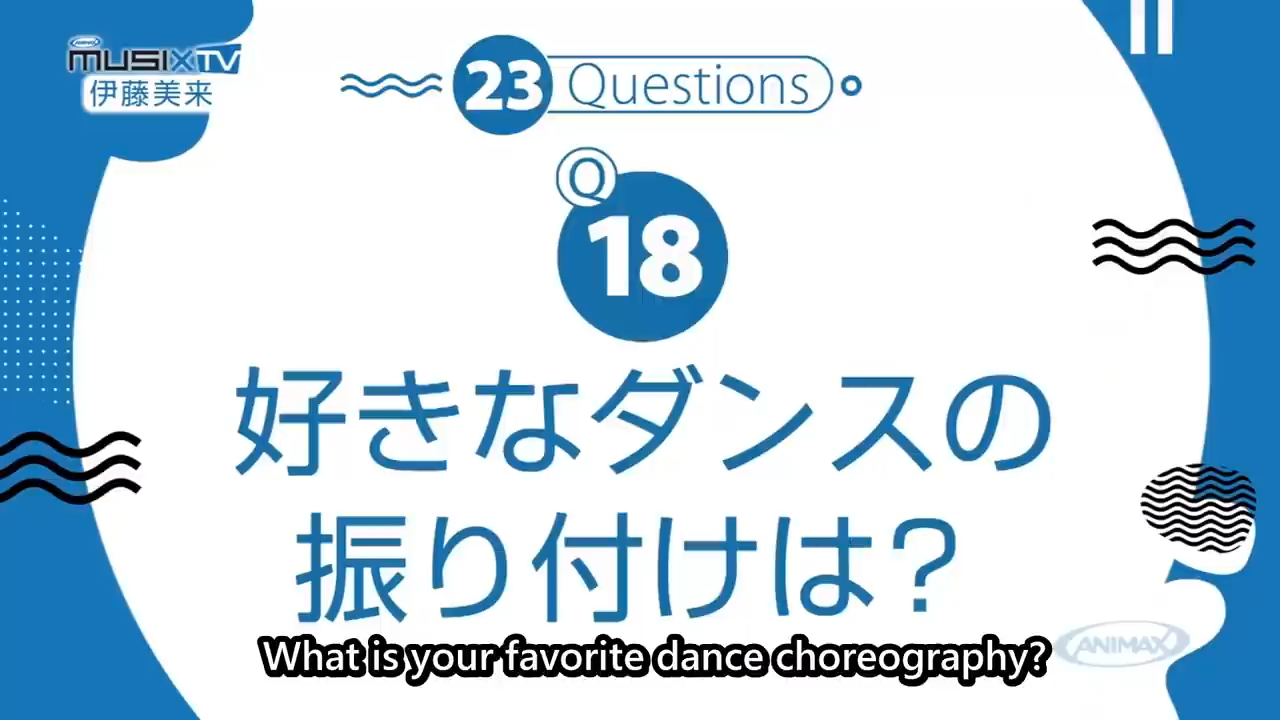 MUSIX TV
伊藤美来
23 Questions
Q
18
好きなダンスの
振り付けは?
What is your favorite dance choreography?
ANIMAX